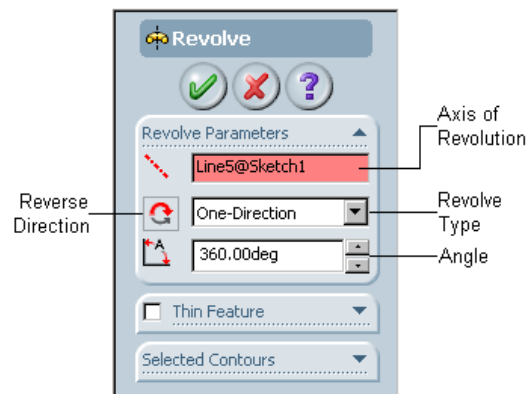 Revolve
?
Revolve Parameters
Axis of
Revolution
Line5@Sketch1
Reverse
Direction
One-Direction
Revolve
Type
A
360.00deg
Angle
Thin Feature
Selected Contours